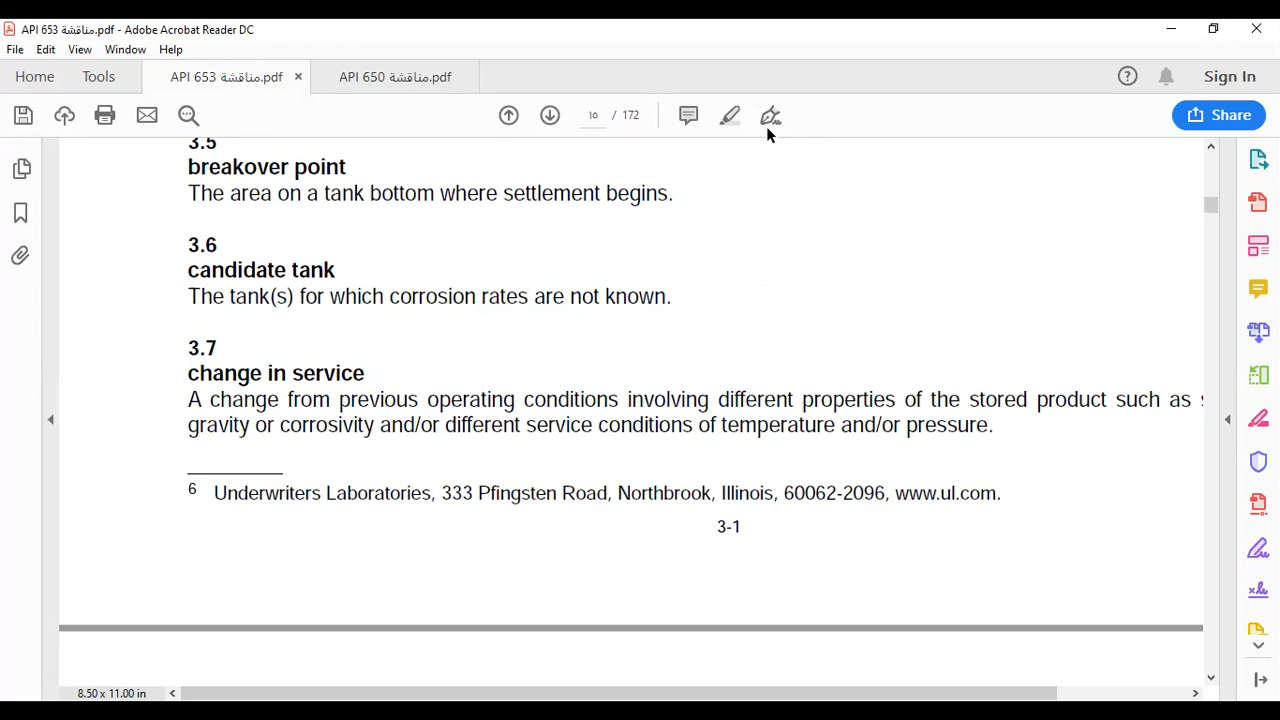 API 653 مناقشة.pdf - Adobe Acrobat Reader DC
File Edit View Window Help
Home Tools API 653 مناقشة.pdf × API 650 مناقشة.pdf Sign In
١٥ / 172 Share
3.5
breakover point
The area on a tank bottom where settlement begins.
3.6
candidate tank
The tank(s) for which corrosion rates are not known.
3.7
change in service
A change from previous operating conditions involving different properties of the stored product such as
gravity or corrosivity and/or different service conditions of temperature and/or pressure.
6 Underwriters Laboratories, 333 Pfingsten Road, Northbrook, Illinois, 60062-2096, www.ul.com.
3-1
8.50 x 11.00 in